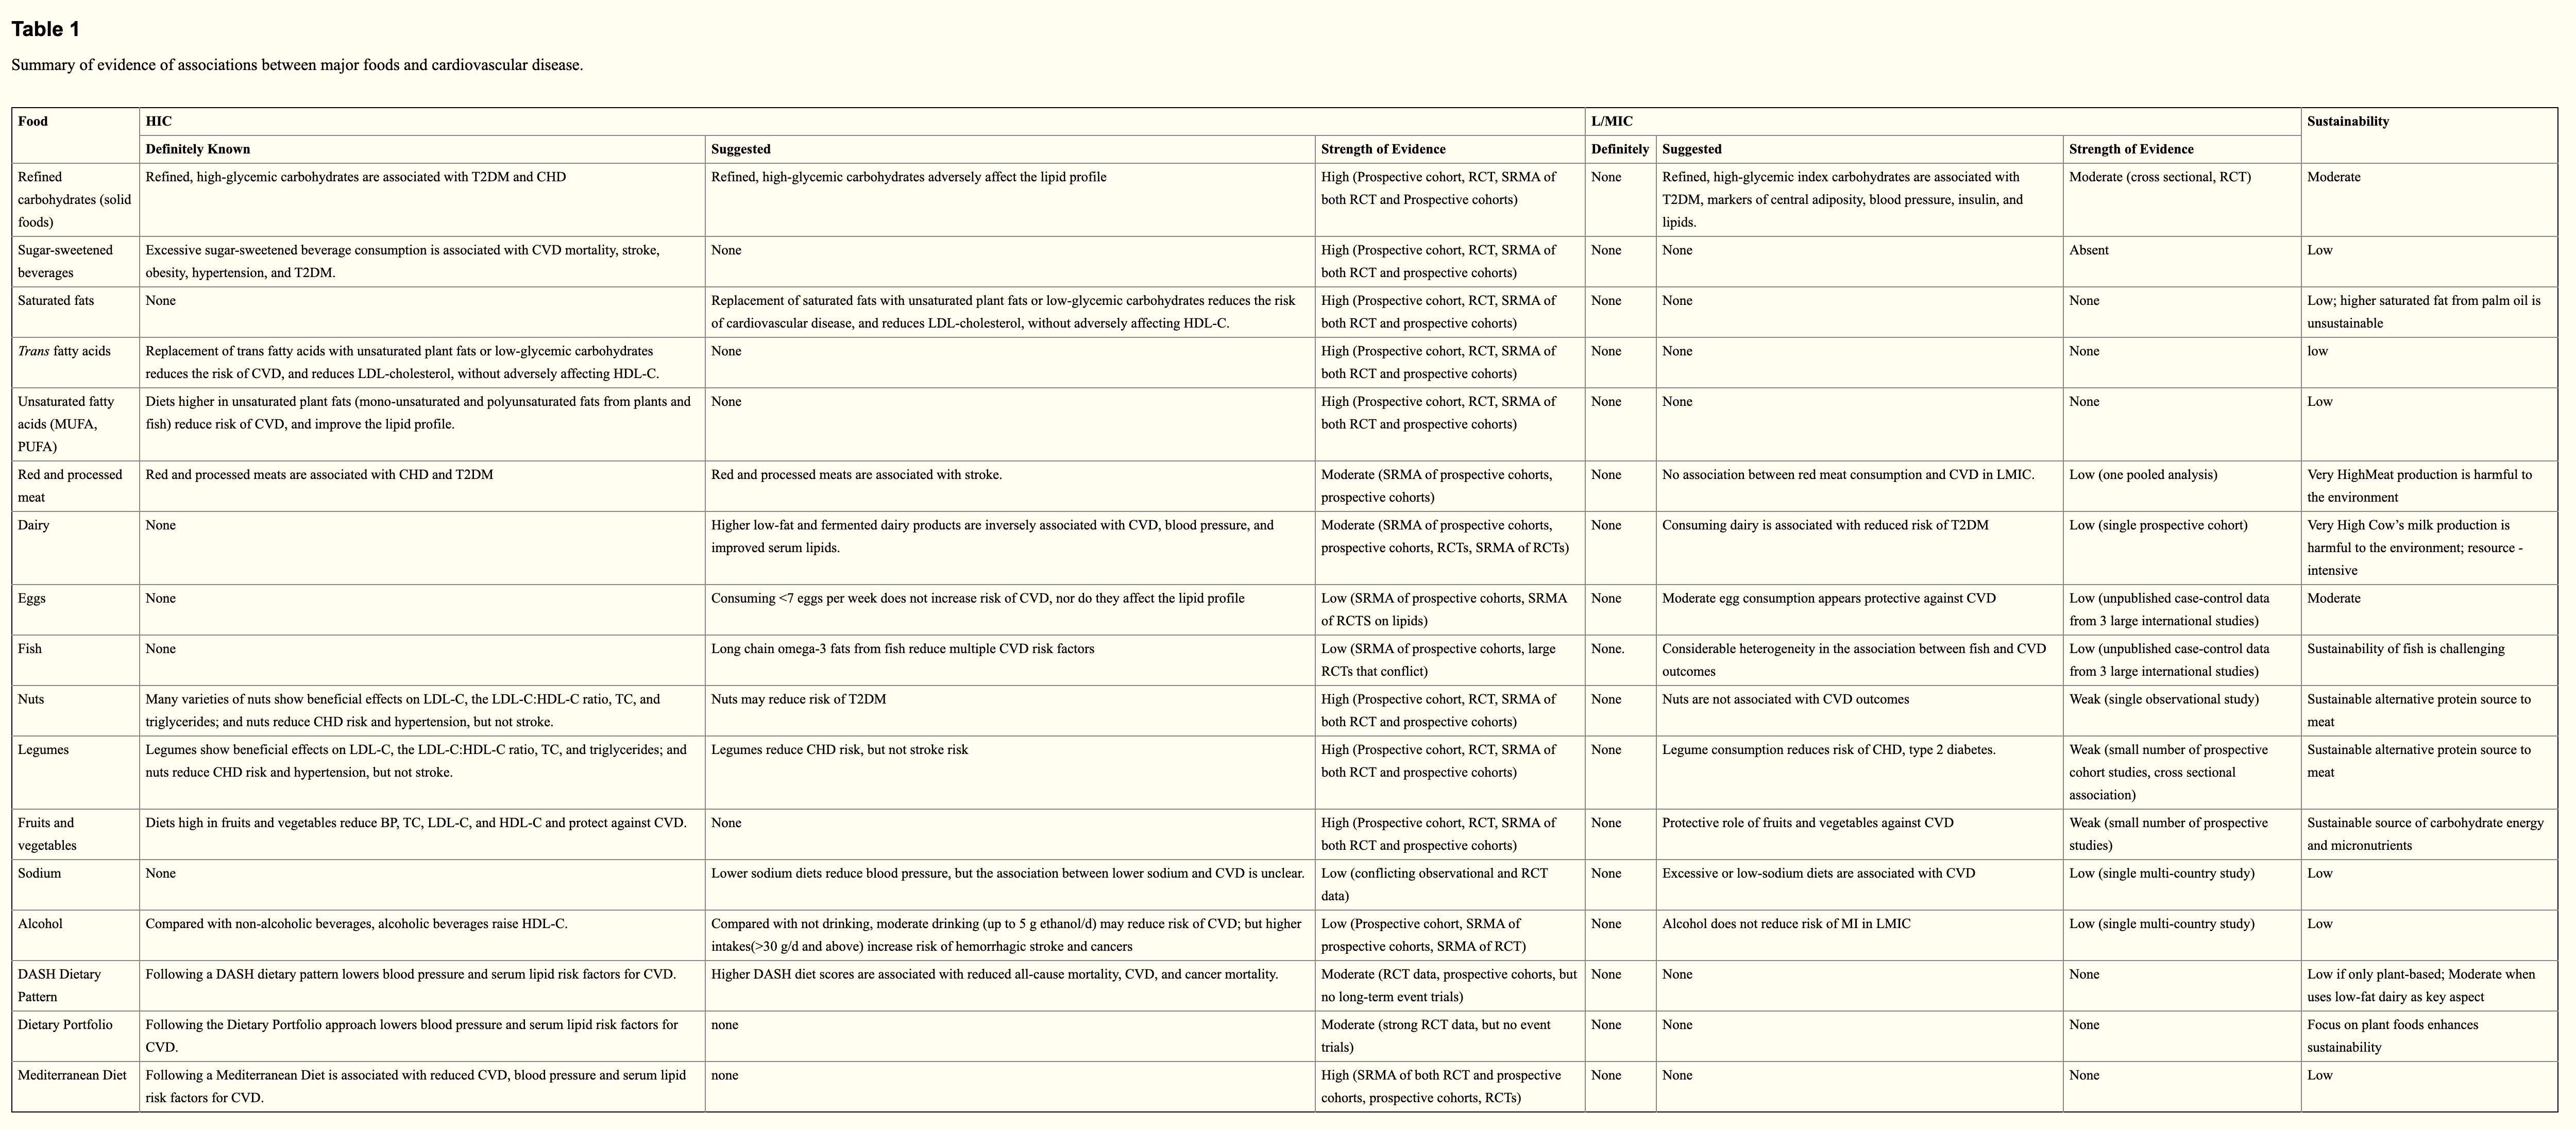 Table 1
Summary of evidence of associations between major foods and cardiovascular disease.
Food
HIC
L/MIC
Sustainability
Definitely Known
Suggested
Strength of Evidence
Definitely
Suggested
Strength of Evidence
Refined
carbohydrates (solid
foods)
Refined, high-glycemic carbohydrates are associated with T2DM and CHD
Refined, high-glycemic carbohydrates adversely affect the lipid profile
High (Prospective cohort, RCT, SRMA of
both RCT and Prospective cohorts)
None
Refined, high-glycemic index carbohydrates are associated with
T2DM, markers of central adiposity, blood pressure, insulin, and
lipids.
Moderate (cross sectional, RCT)
Moderate
Sugar-sweetened
beverages
Excessive sugar-sweetened beverage consumption is associated with CVD mortality, stroke,
obesity, hypertension, and T2DM.
None
High (Prospective cohort, RCT, SRMA of
both RCT and prospective cohorts)
None
None
Absent
Low
Saturated fats
None
Replacement of saturated fats with unsaturated plant fats or low-glycemic carbohydrates reduces the risk
of cardiovascular disease, and reduces LDL-cholesterol, without adversely affecting HDL-C.
High (Prospective cohort, RCT, SRMA of
both RCT and prospective cohorts)
None
None
None
Low; higher saturated fat from palm oil is
unsustainable
Trans fatty acids
Replacement of trans fatty acids with unsaturated plant fats or low-glycemic carbohydrates
reduces the risk of CVD, and reduces LDL-cholesterol, without adversely affecting HDL-C.
None
High (Prospective cohort, RCT, SRMA of
both RCT and prospective cohorts)
None
None
None
low
Unsaturated fatty
acids (MUFA,
PUFA)
Diets higher in unsaturated plant fats (mono-unsaturated and polyunsaturated fats from plants and
fish) reduce risk of CVD, and improve the lipid profile.
None
High (Prospective cohort, RCT, SRMA of
both RCT and prospective cohorts)
None
None
None
Low
Red and processed
meat
Red and processed meats are associated with CHD and T2DM
Red and processed meats are associated with stroke.
Moderate (SRMA of prospective cohorts,
prospective cohorts)
None
No association between red meat consumption and CVD in LMIC.
Low (one pooled analysis)
Very HighMeat production is harmful to
the environment
Dairy
None
Higher low-fat and fermented dairy products are inversely associated with CVD, blood pressure, and
improved serum lipids.
Moderate (SRMA of prospective cohorts,
prospective cohorts, RCTs, SRMA of RCTs)
None
Consuming dairy is associated with reduced risk of T2DM
Low (single prospective cohort)
Very High Cow’s milk production is
harmful to the environment; resource -
intensive
Eggs
None
Consuming <7 eggs per week does not increase risk of CVD, nor do they affect the lipid profile
Low (SRMA of prospective cohorts, SRMA
of RCTS on lipids)
None
Moderate egg consumption appears protective against CVD
Low (unpublished case-control data
from 3 large international studies)
Moderate
Fish
None
Long chain omega-3 fats from fish reduce multiple CVD risk factors
Low (SRMA of prospective cohorts, large
RCTs that conflict)
None.
Considerable heterogeneity in the association between fish and CVD
outcomes
Low (unpublished case-control data
from 3 large international studies)
Sustainability of fish is challenging
Nuts
Many varieties of nuts show beneficial effects on LDL-C, the LDL-C:HDL-C ratio, TC, and
triglycerides; and nuts reduce CHD risk and hypertension, but not stroke.
Nuts may reduce risk of T2DM
High (Prospective cohort, RCT, SRMA of
both RCT and prospective cohorts)
None
Nuts are not associated with CVD outcomes
Weak (single observational study)
Sustainable alternative protein source to
meat
Legumes
Legumes show beneficial effects on LDL-C, the LDL-C:HDL-C ratio, TC, and triglycerides; and
nuts reduce CHD risk and hypertension, but not stroke.
Legumes reduce CHD risk, but not stroke risk
High (Prospective cohort, RCT, SRMA of
both RCT and prospective cohorts)
None
Legume consumption reduces risk of CHD, type 2 diabetes.
Weak (small number of prospective
cohort studies, cross sectional
association)
Sustainable alternative protein source to
meat
Fruits and
vegetables
Diets high in fruits and vegetables reduce BP, TC, LDL-C, and HDL-C and protect against CVD.
None
High (Prospective cohort, RCT, SRMA of
both RCT and prospective cohorts)
None
Protective role of fruits and vegetables against CVD
Weak (small number of prospective
studies)
Sustainable source of carbohydrate energy
and micronutrients
Sodium
None
Lower sodium diets reduce blood pressure, but the association between lower sodium and CVD is unclear.
Low (conflicting observational and RCT
data)
None
Excessive or low-sodium diets are associated with CVD
Low (single multi-country study)
Low
Alcohol
Compared with non-alcoholic beverages, alcoholic beverages raise HDL-C.
Compared with not drinking, moderate drinking (up to 5 g ethanol/d) may reduce risk of CVD; but higher
intakes(>30 g/d and above) increase risk of hemorrhagic stroke and cancers
Low (Prospective cohort, SRMA of
prospective cohorts, SRMA of RCT)
None
Alcohol does not reduce risk of MI in LMIC
Low (single multi-country study)
Low
DASH Dietary
Pattern
Following a DASH dietary pattern lowers blood pressure and serum lipid risk factors for CVD.
Higher DASH diet scores are associated with reduced all-cause mortality, CVD, and cancer mortality.
Moderate (RCT data, prospective cohorts, but
no long-term event trials)
None
None
None
Low if only plant-based; Moderate when
uses low-fat dairy as key aspect
Dietary Portfolio
Following the Dietary Portfolio approach lowers blood pressure and serum lipid risk factors for
CVD.
none
Moderate (strong RCT data, but no event
trials)
None
None
None
Focus on plant foods enhances
sustainability
Mediterranean Diet
Following a Mediterranean Diet is associated with reduced CVD, blood pressure and serum lipid
risk factors for CVD.
none
High (SRMA of both RCT and prospective
cohorts, prospective cohorts, RCTs)
None
None
None
Low